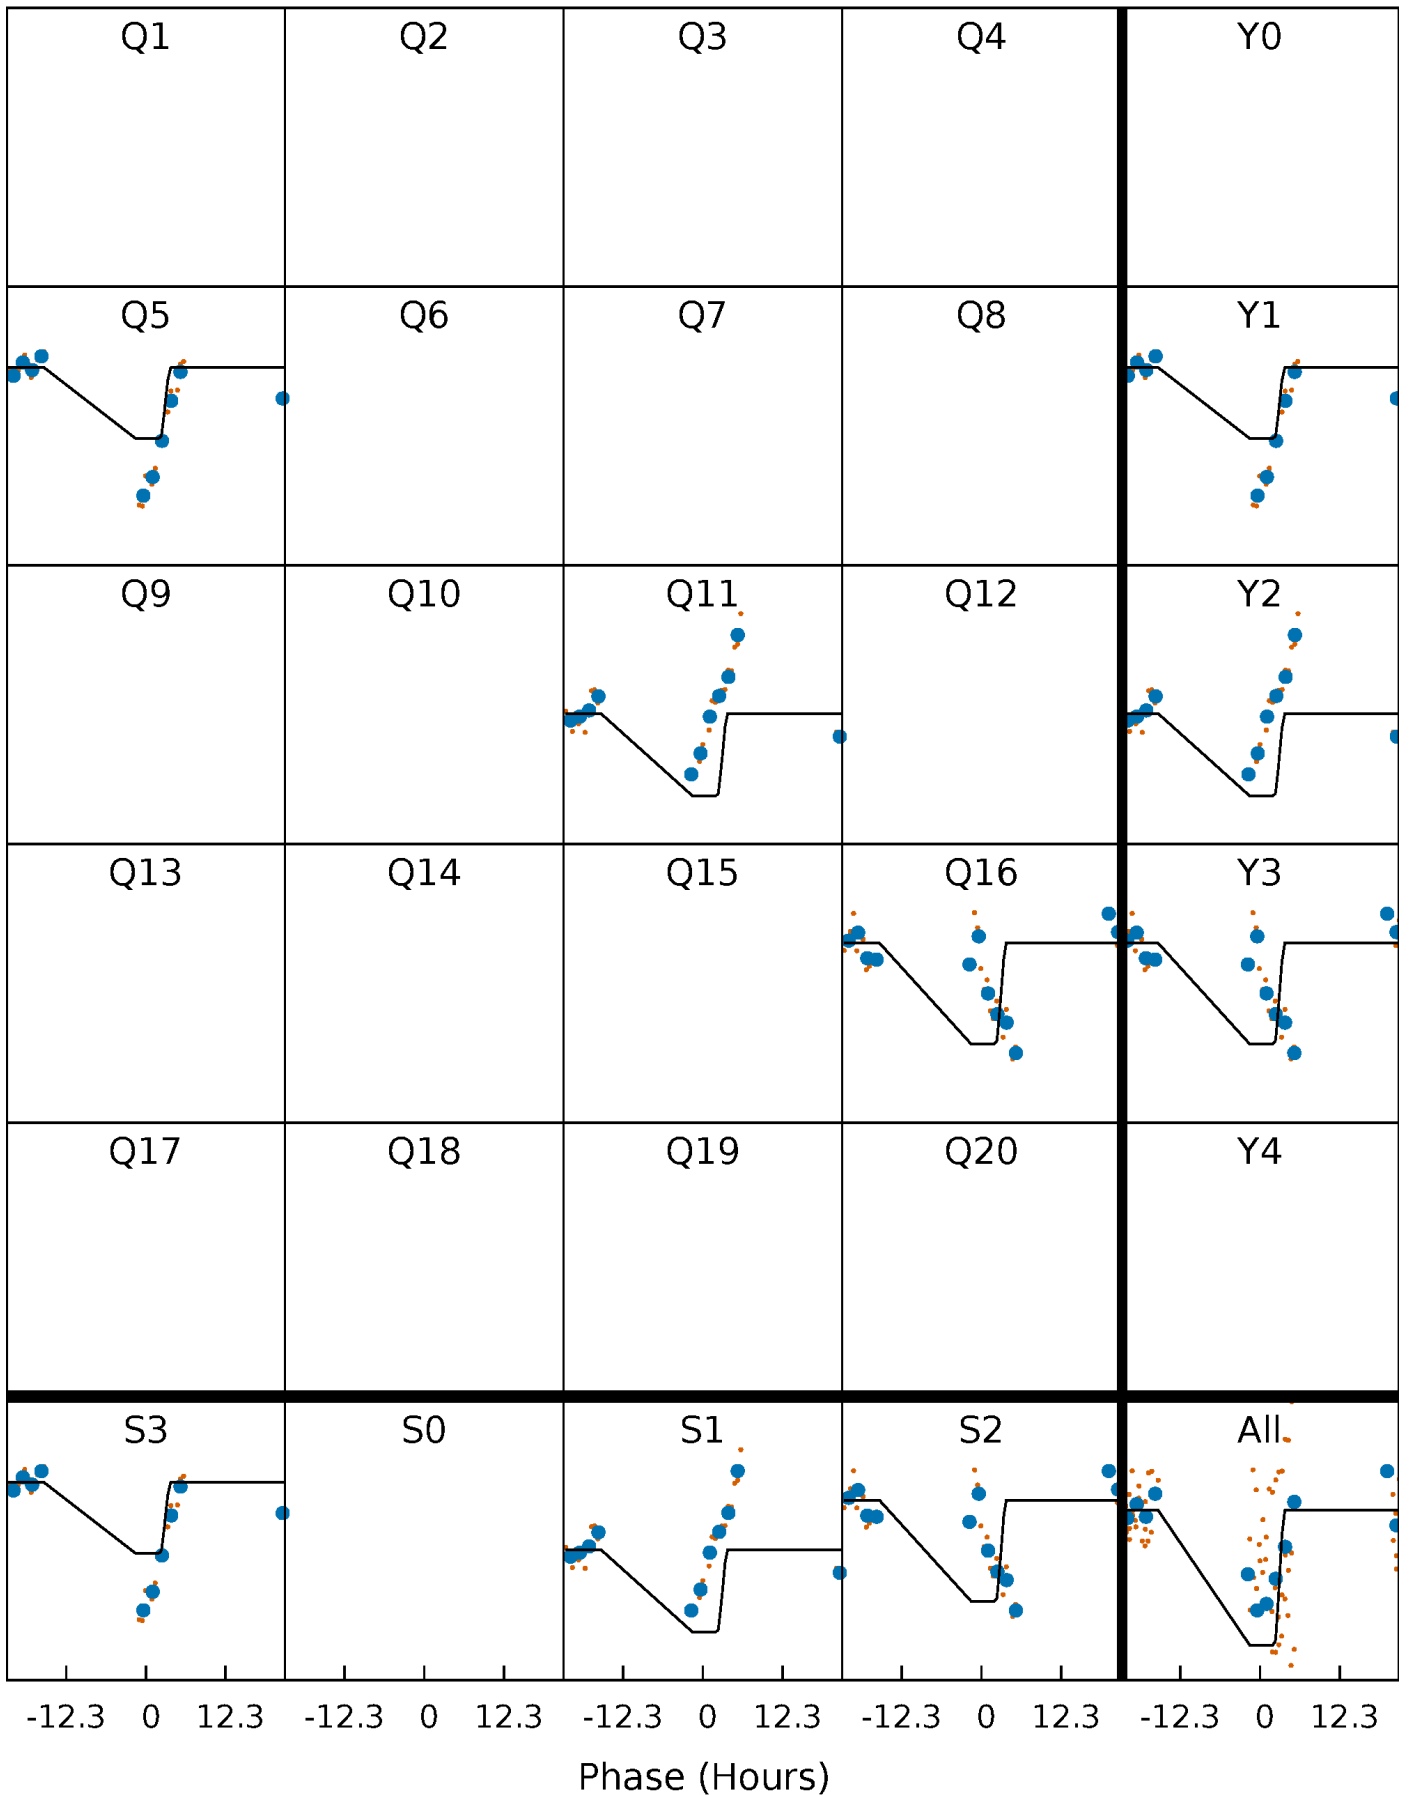 Q1 Q2 Q3 Q4 Y0
Q5 Q6 Q7 Q8 Y1
Q9 Q10 Q11 Q12 Y2
Q13 Q14 Q15 Q16 Y3
Q17 Q18 Q19 Q20 Y4
S3 S0 S1 S2 All
-12.3 0 12.3 -12.3 0 12.3 -12.3 0 12.3 -12.3 0 12.3 -12.3 0 12.3
Phase (Hours)